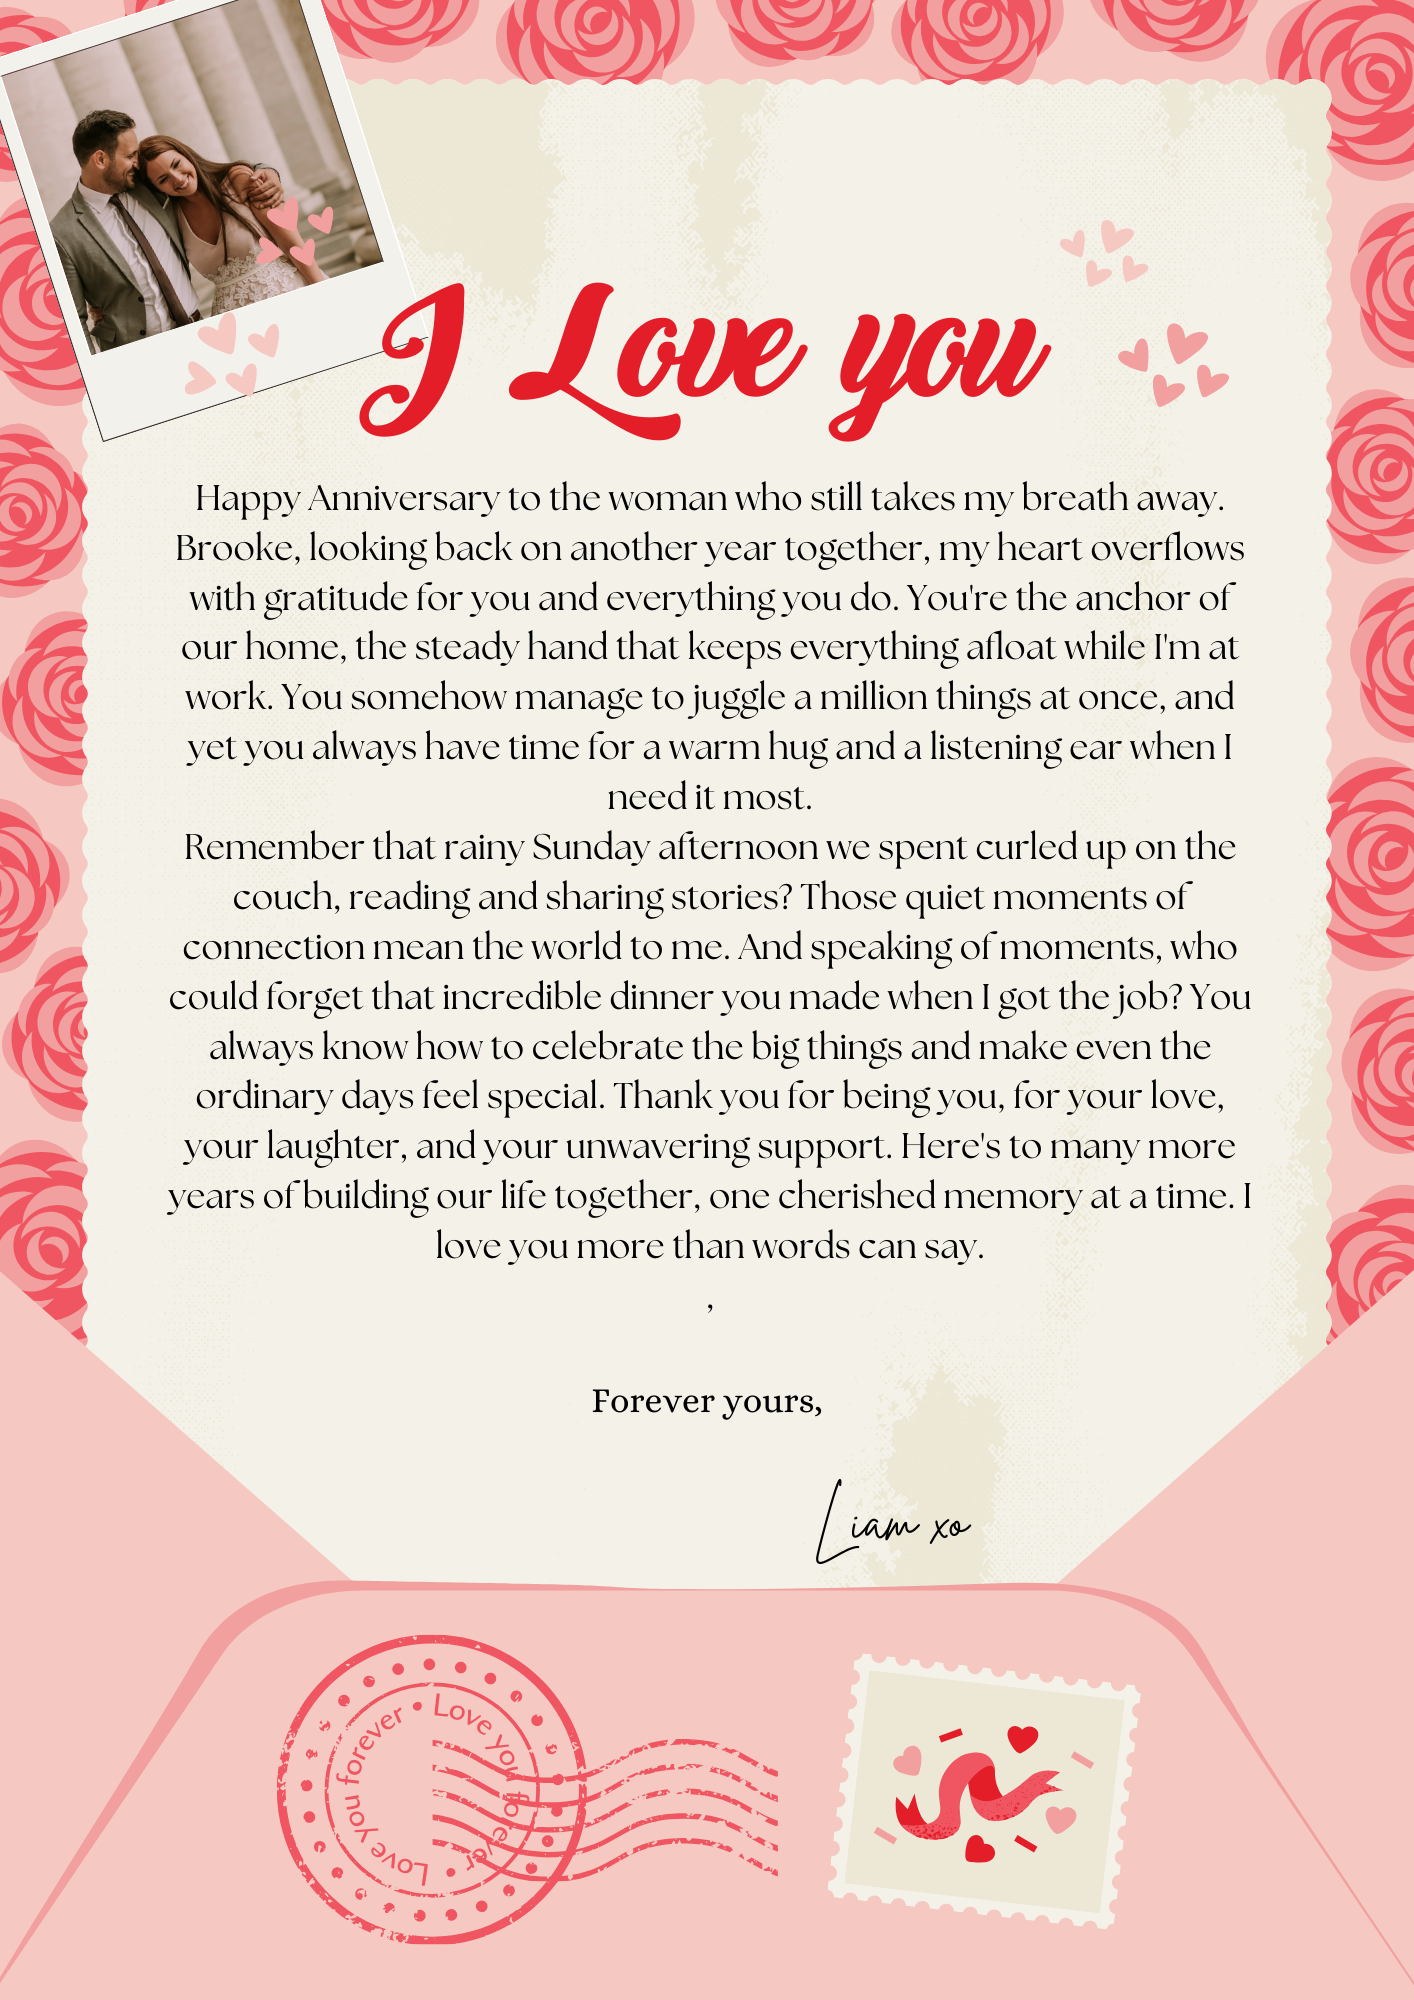 I Love you
Happy Anniversary to the woman who still takes my breath away.
Brooke, looking back on another year together, my heart overflows
with gratitude for you and everything you do. You're the anchor of
our home, the steady hand that keeps everything afloat while I'm at
work. You somehow manage to juggle a million things at once, and
yet you always have time for a warm hug and a listening ear when I
need it most.
Remember that rainy Sunday afternoon we spent curled up on the
couch, reading and sharing stories? Those quiet moments of
connection mean the world to me. And speaking of moments, who
could forget that incredible dinner you made when I got the job? You
always know how to celebrate the big things and make even the
ordinary days feel special. Thank you for being you, for your love,
your laughter, and your unwavering support. Here's to many more
years of building our life together, one cherished memory at a time. I
love you more than words can say.
,
Forever yours,
Liam xo
Love you forever • Love you forever •